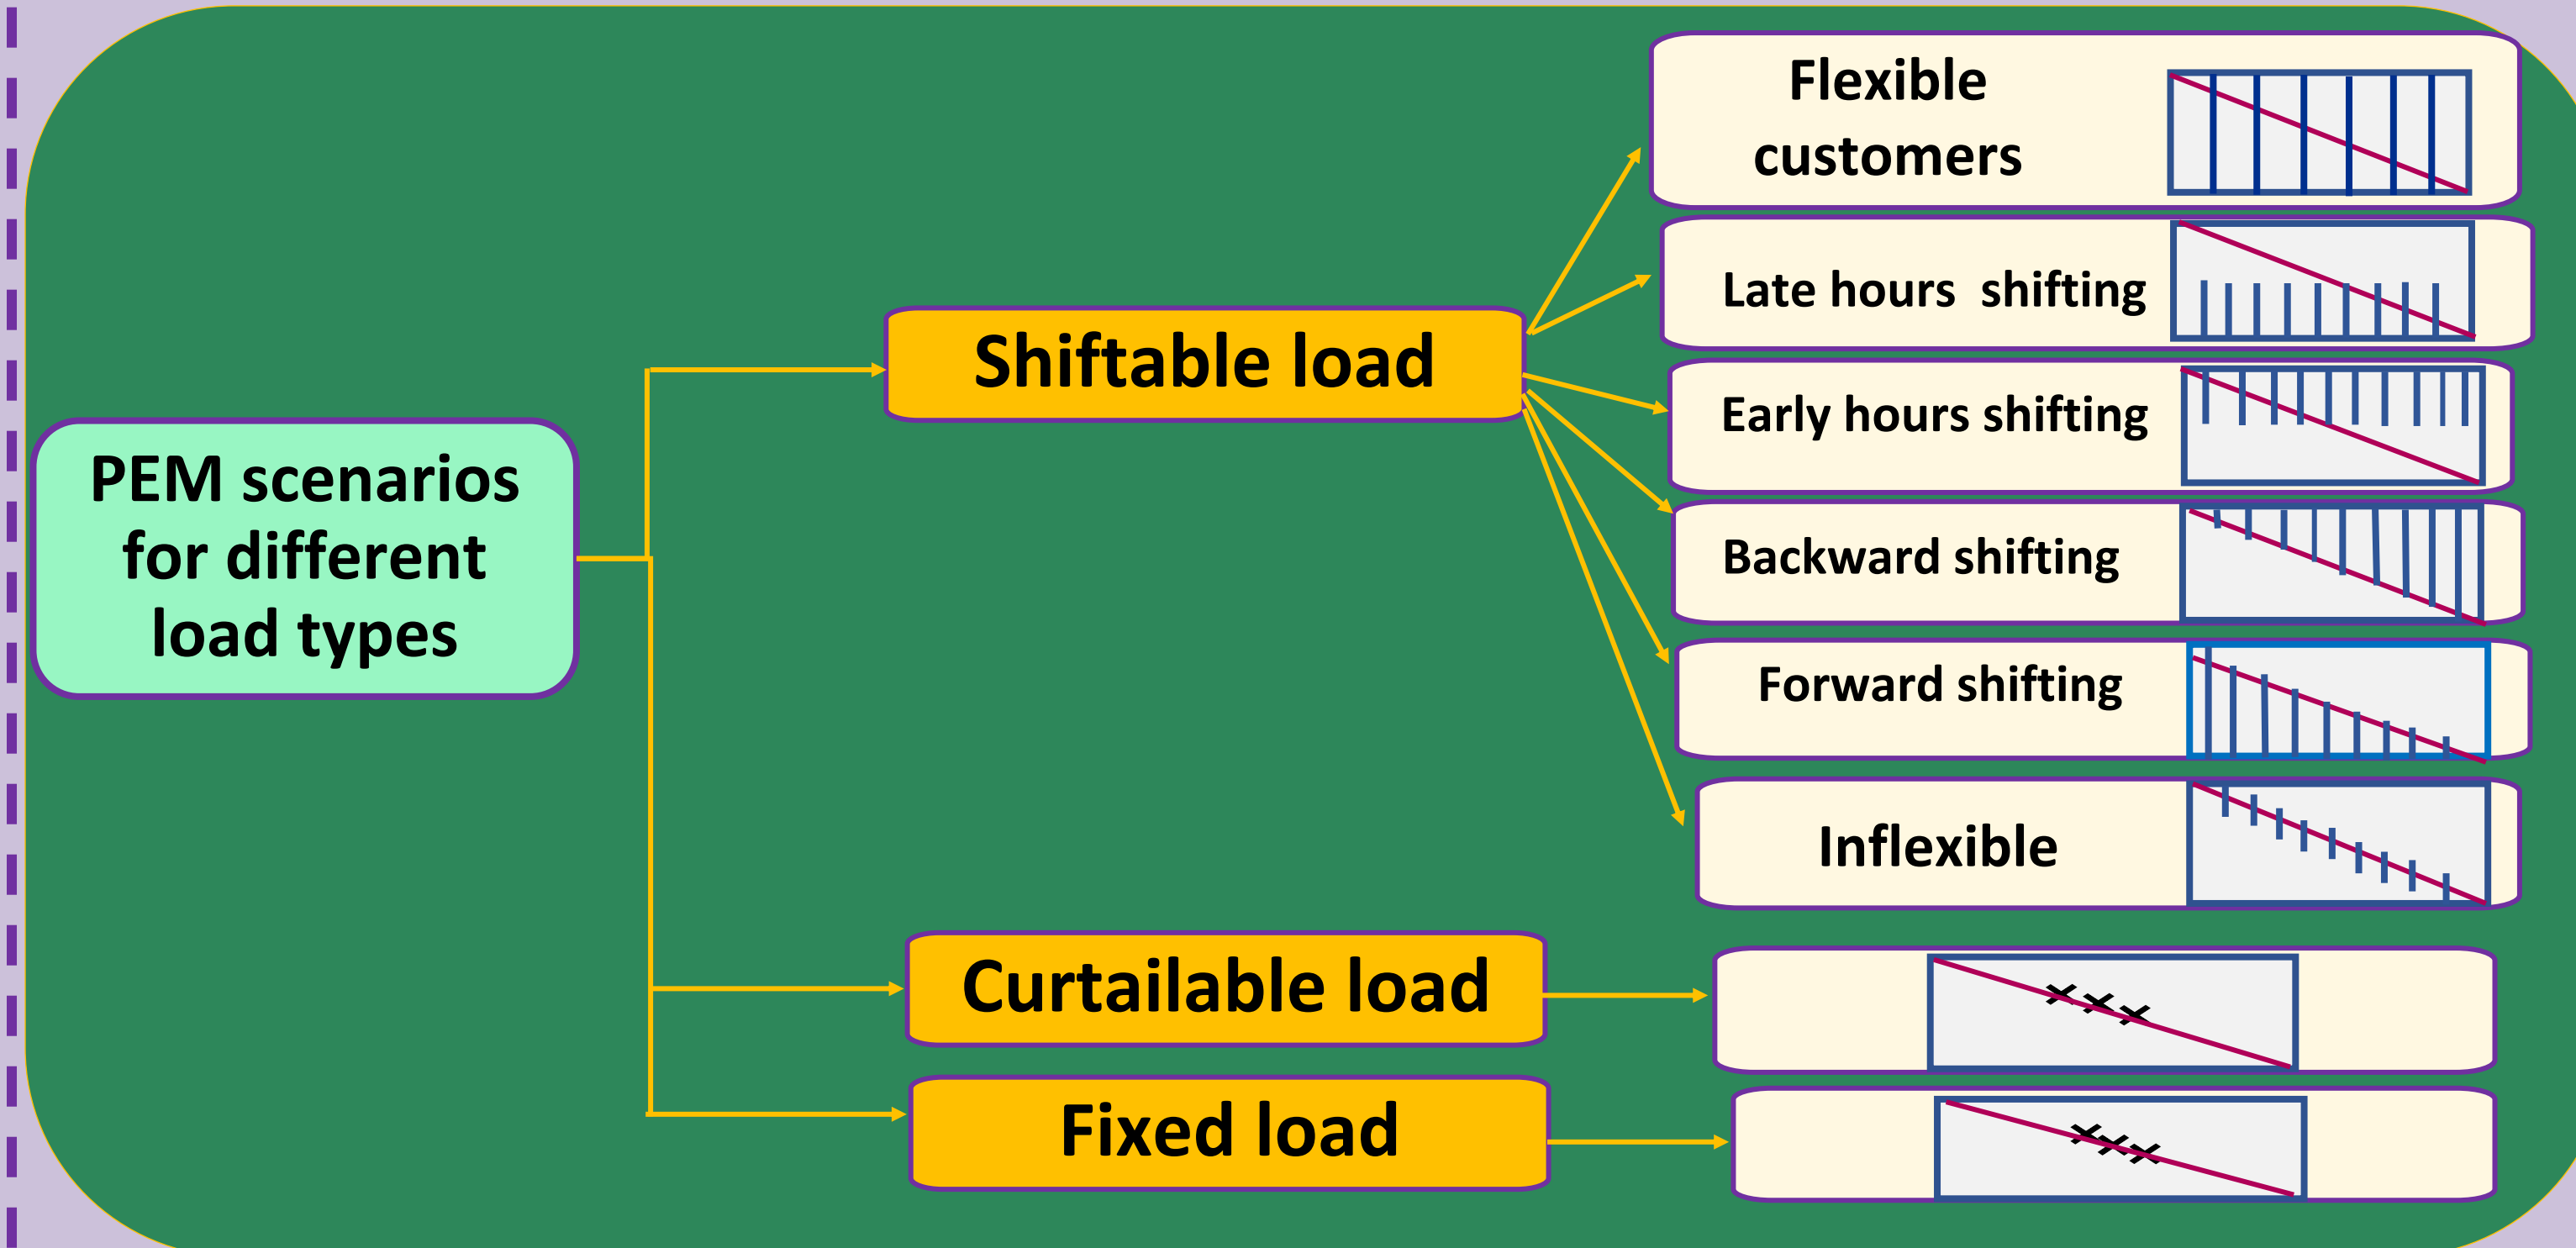 PEM scenarios
for different
load types
Shiftable load
Flexible
customers
Late hours  shifting
Early hours shifting
Backward shifting
Forward shifting
Inflexible
Curtailable load
Fixed load